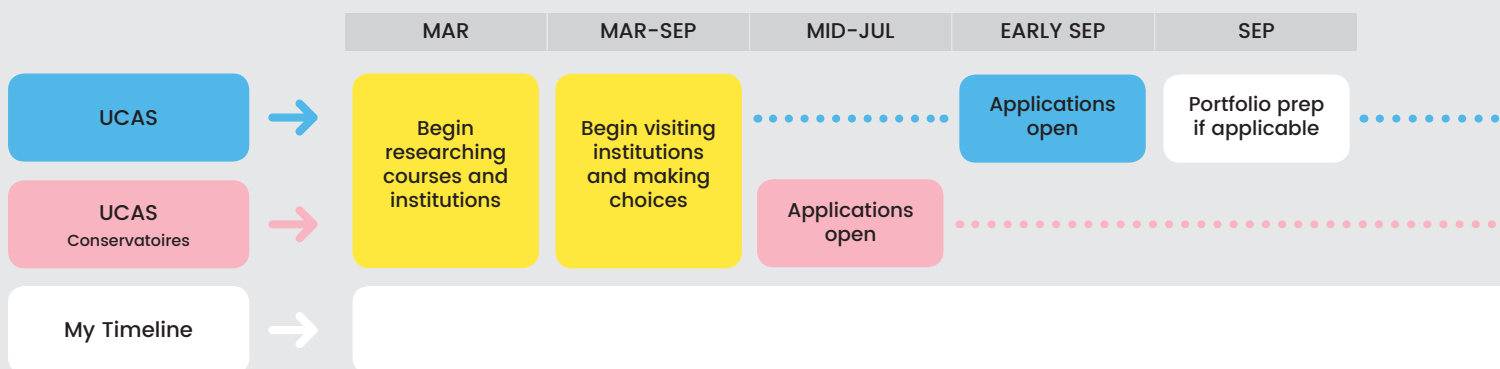 MAR
MAR-SEP
MID-JUL
EARLY SEP
SEP
UCAS
Begin
researching
courses and
institutions
Begin visiting
institutions
and making
choices
Applications
open
Portfolio prep
if applicable
UCAS
Conservatoires
Applications
open
My Timeline